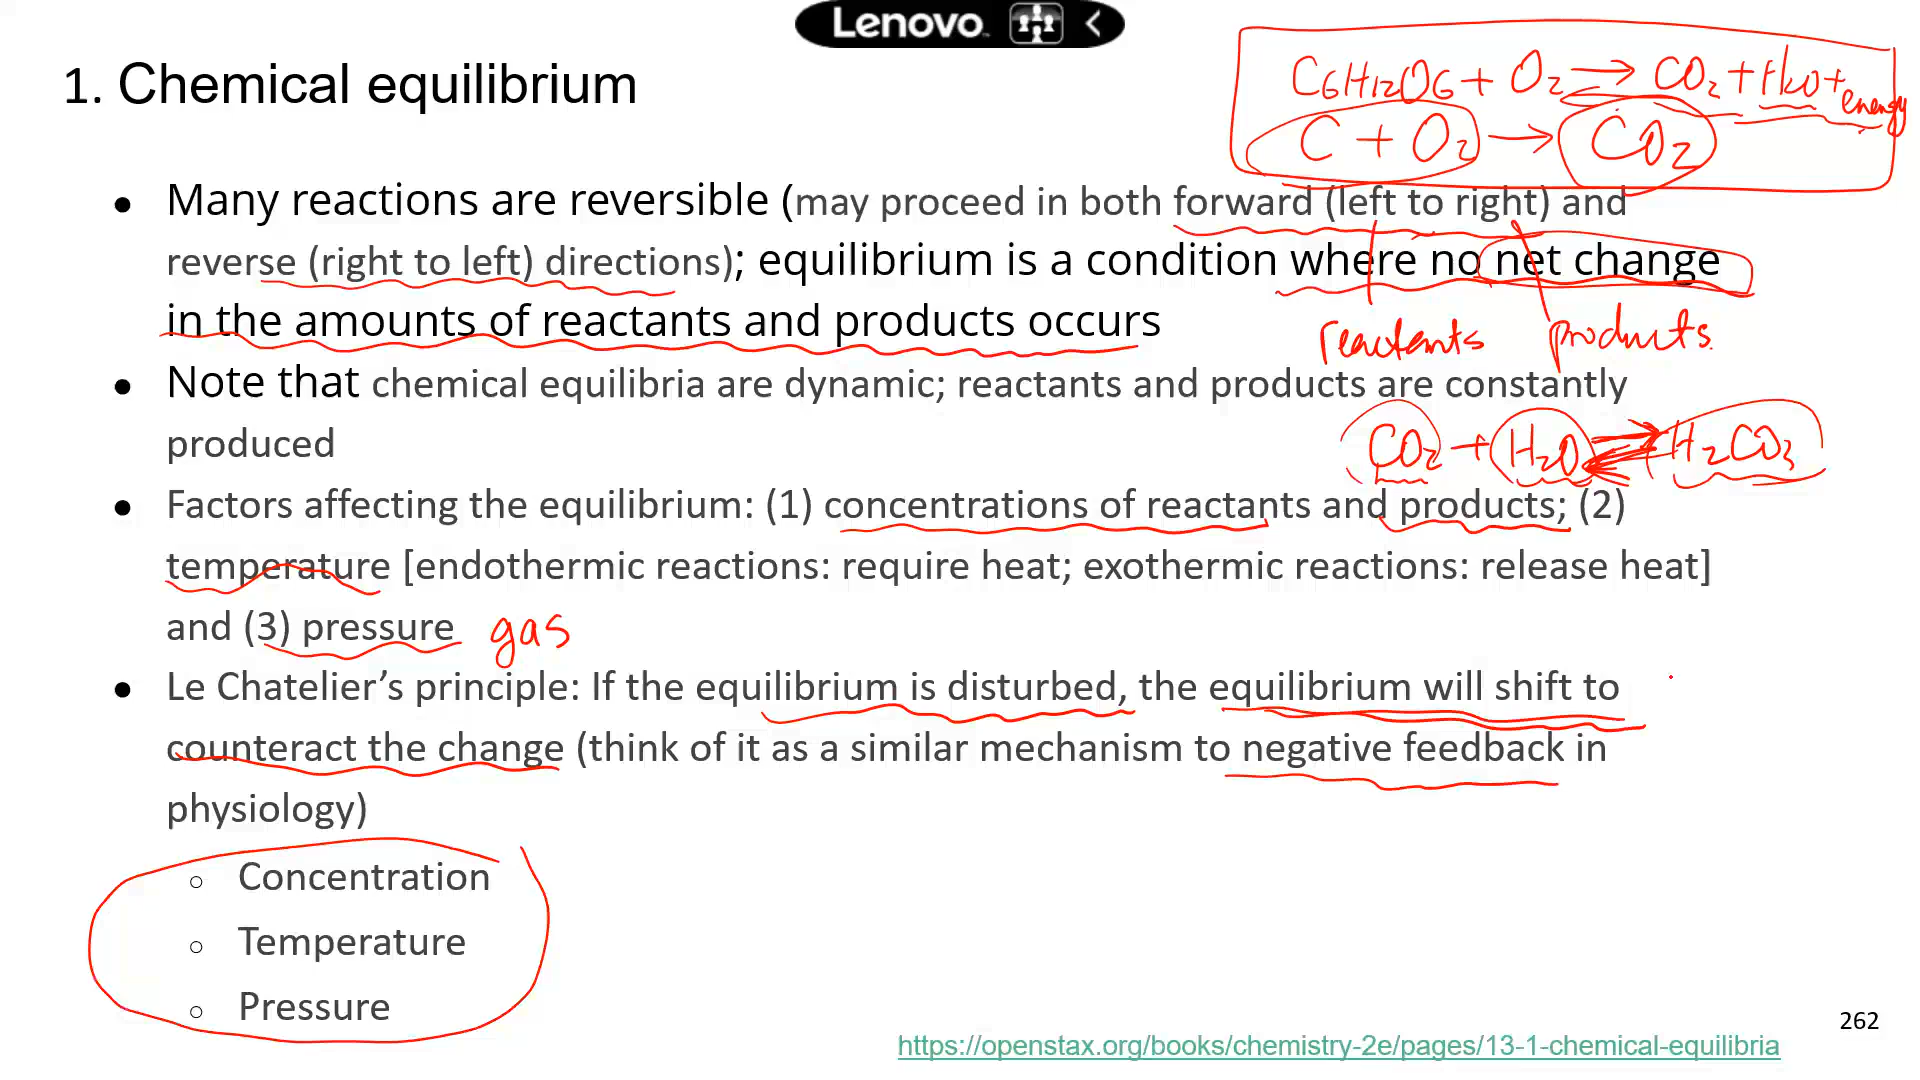 Lenovo
1. Chemical equilibrium
C6H12O6 + O2 → CO2 + H2O + energy
C + O2 → CO2
● Many reactions are reversible (may proceed in both forward (left to right) and
reverse (right to left) directions); equilibrium is a condition where no net change
in the amounts of reactants and products occurs
reactants products
● Note that chemical equilibria are dynamic; reactants and products are constantly
produced
CO2 + H2O ⇌ H2CO3
● Factors affecting the equilibrium: (1) concentrations of reactants and products; (2)
temperature [endothermic reactions: require heat; exothermic reactions: release heat]
and (3) pressure gas
● Le Chatelier’s principle: If the equilibrium is disturbed, the equilibrium will shift to
counteract the change (think of it as a similar mechanism to negative feedback in
physiology)
○ Concentration
○ Temperature
○ Pressure
262
https://openstax.org/books/chemistry-2e/pages/13-1-chemical-equilibria